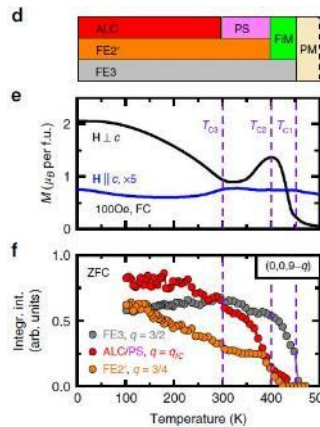 d
ALC
PS
FiM
PM
FE2′
FE3
e
2
1
0
M (μB per f.u.)
H ⊥ c
TC3
TC2
TC1
H ∥ c, ×5
100Oe, FC
f
1.0
0.5
0.0
Integr. int.
(arb. units)
ZFC
(0,0,9–q)
FE3, q = 3/2
ALC/PS, q = qIC
FE2′, q = 3/4
0 100 200 300 400 500
Temperature (K)